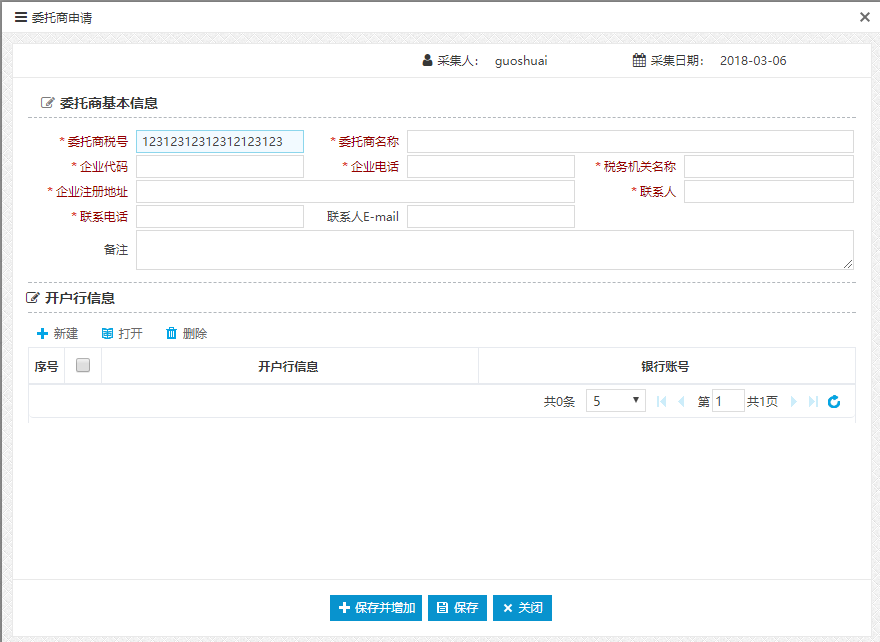 委托商申请
采集人： guoshuai 采集日期： 2018-03-06
委托商基本信息
* 委托商税号 12312312312312123123 * 委托商名称
* 企业代码 * 企业电话 * 税务机关名称
* 企业注册地址 * 联系人
* 联系电话 联系人E-mail
备注
开户行信息
新建 打开 删除
序号 开户行信息 银行账号
共0条 5 第 1 共1页
保存并增加 保存 关闭